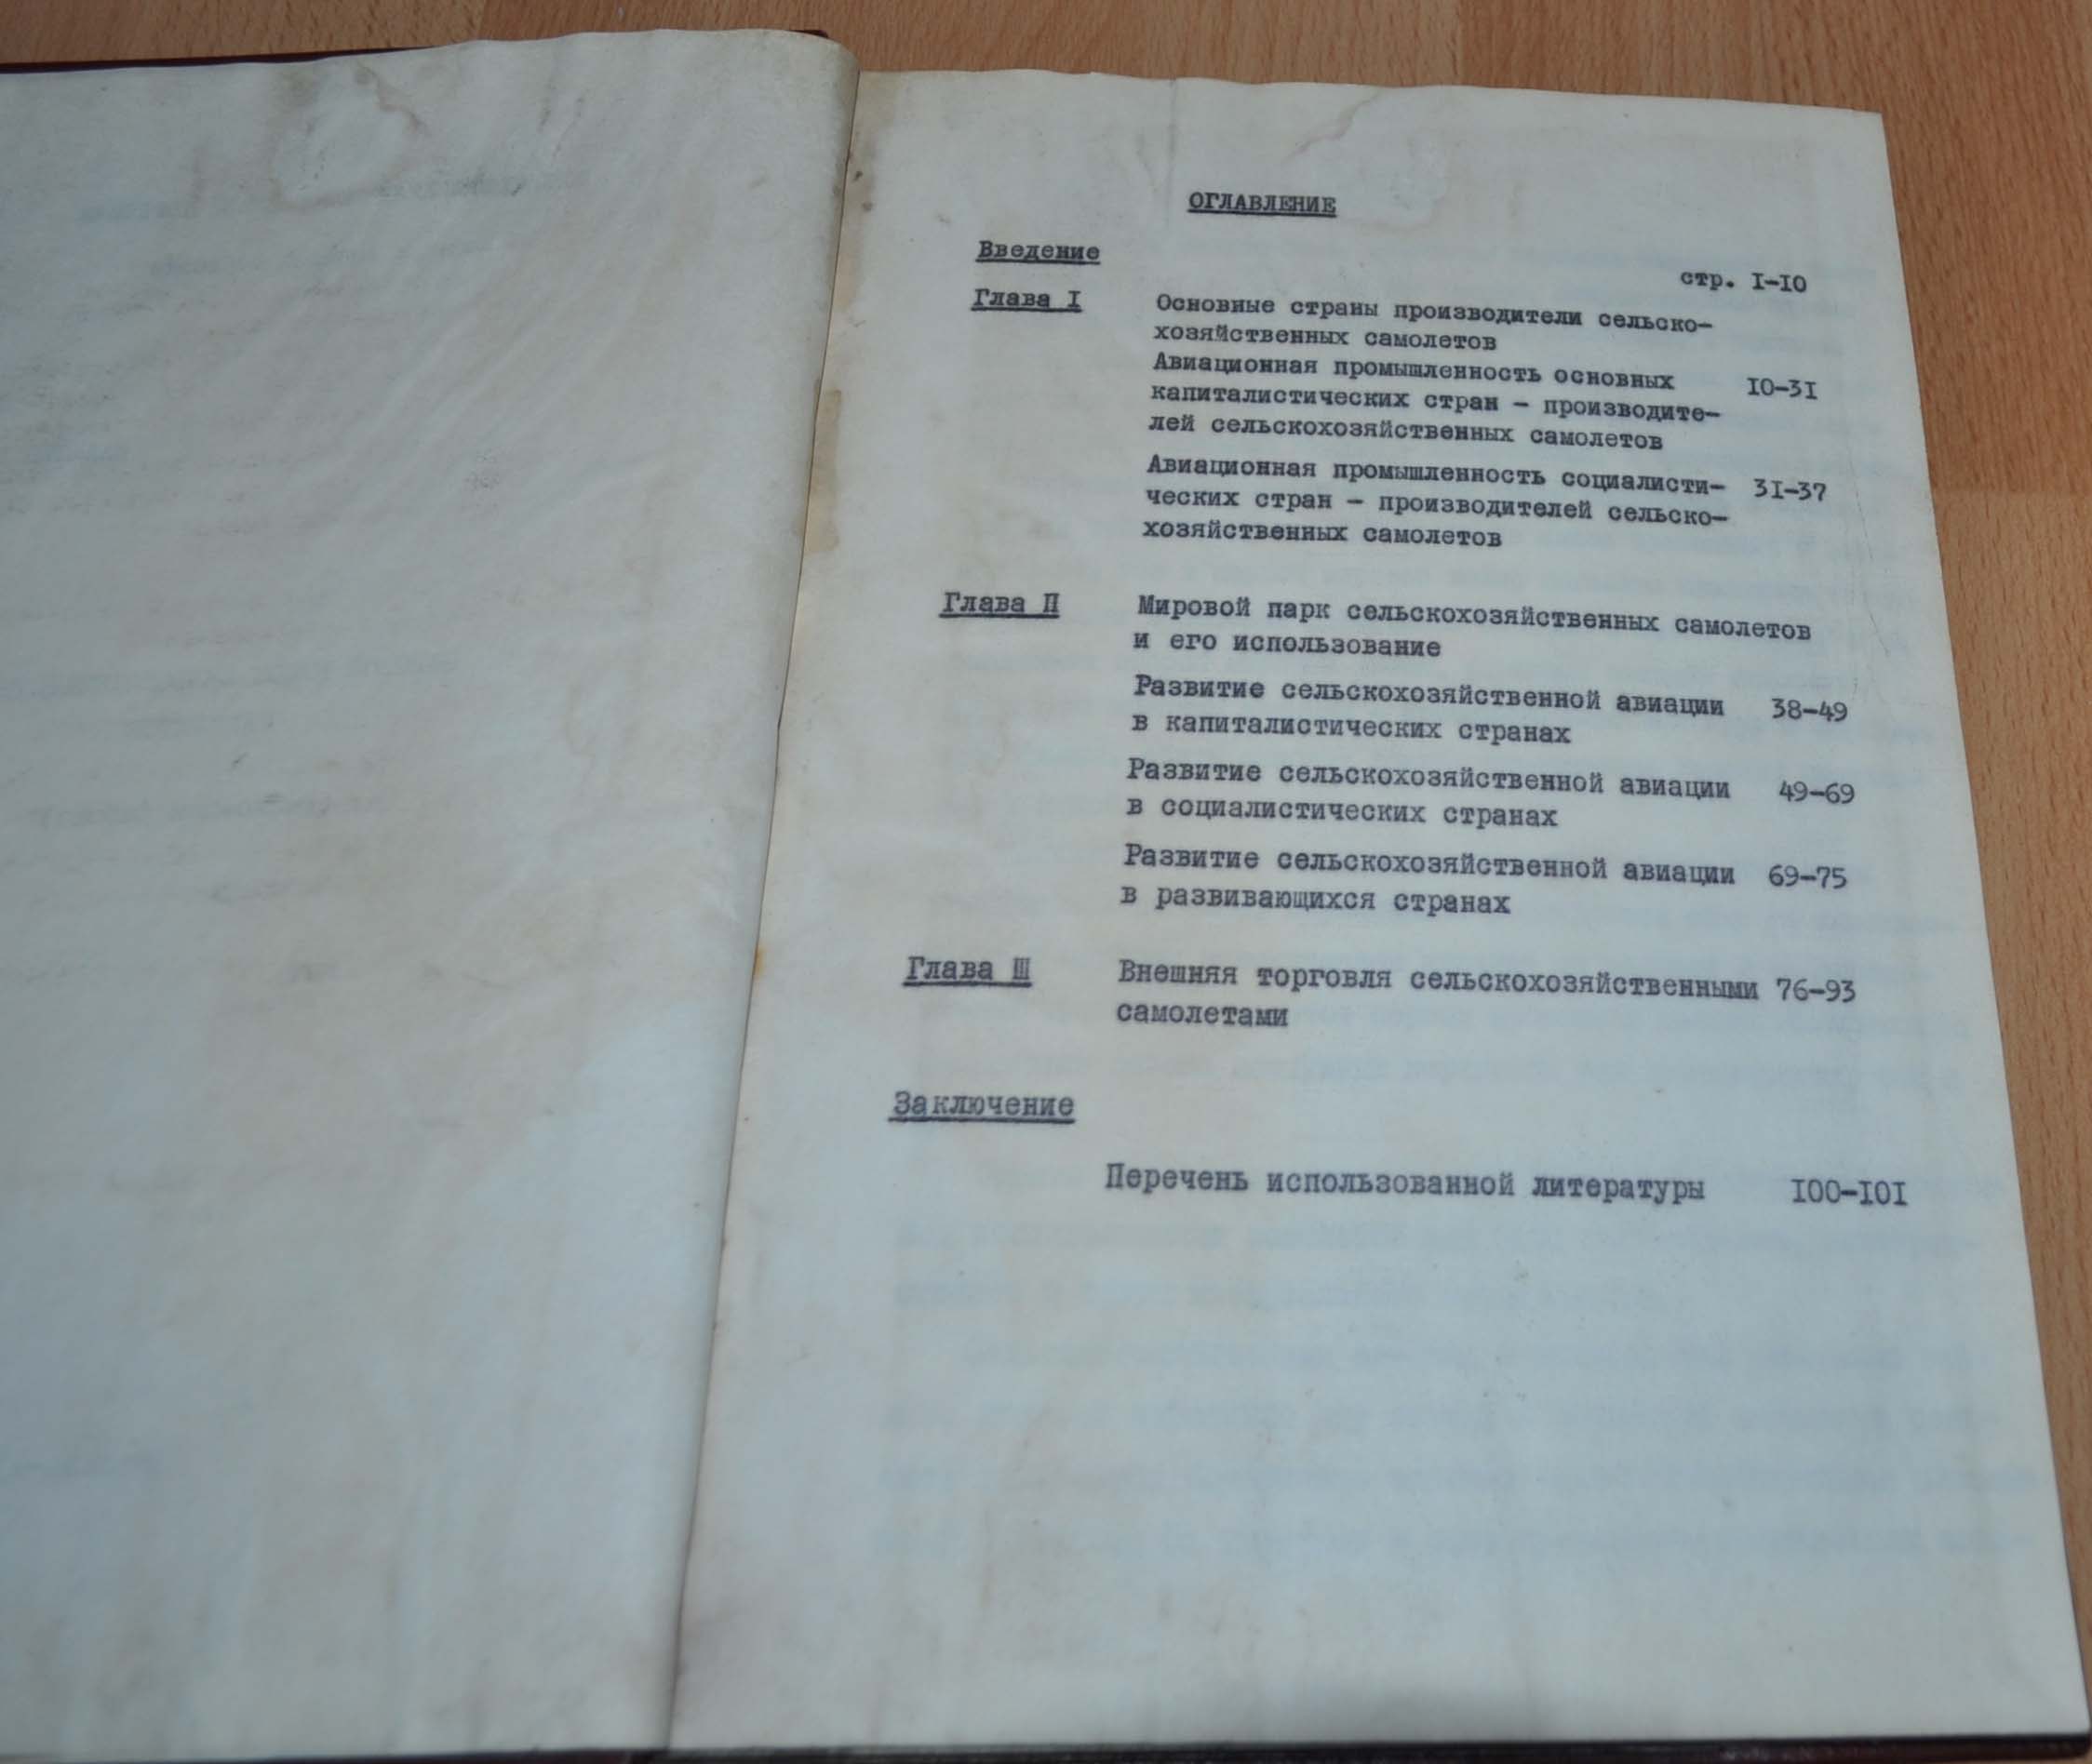 ОГЛАВЛЕНИЕ
Введение
стр. I-IO
Глава I Основные страны производители сельско-
хозяйственных самолетов
Авиационная промышленность основных IO-3I
капиталистических стран - производите-
лей сельскохозяйственных самолетов
Авиационная промышленность социалисти- 3I-37
ческих стран - производителей сельско-
хозяйственных самолетов
Глава П Мировой парк сельскохозяйственных самолетов
и его использование
Развитие сельскохозяйственной авиации 38-49
в капиталистических странах
Развитие сельскохозяйственной авиации 49-69
в социалистических странах
Развитие сельскохозяйственной авиации 69-75
в развивающихся странах
Глава Ш Внешняя торговля сельскохозяйственными 76-93
самолетами
Заключение
Перечень использованной литературы I00-I0I